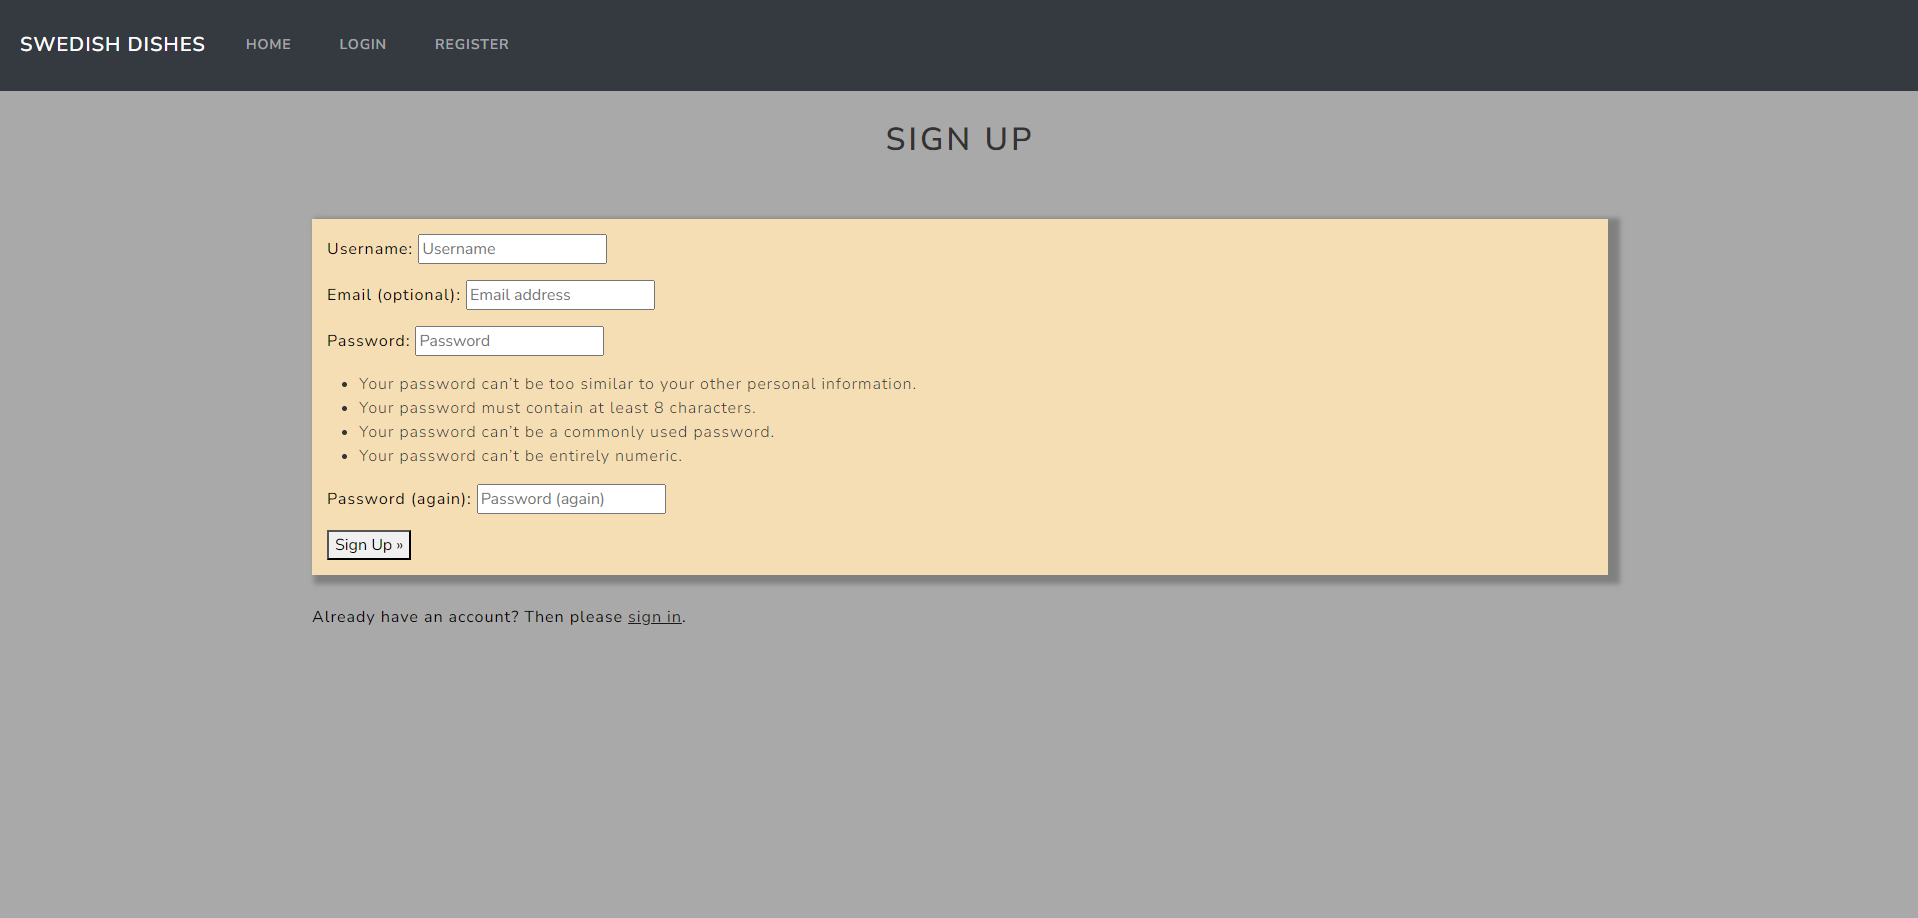 SWEDISH DISHES HOME LOGIN REGISTER
SIGN UP
Username: Username
Email (optional): Email address
Password: Password
• Your password can’t be too similar to your other personal information.
• Your password must contain at least 8 characters.
• Your password can’t be a commonly used password.
• Your password can’t be entirely numeric.
Password (again): Password (again)
Sign Up »
Already have an account? Then please sign in.